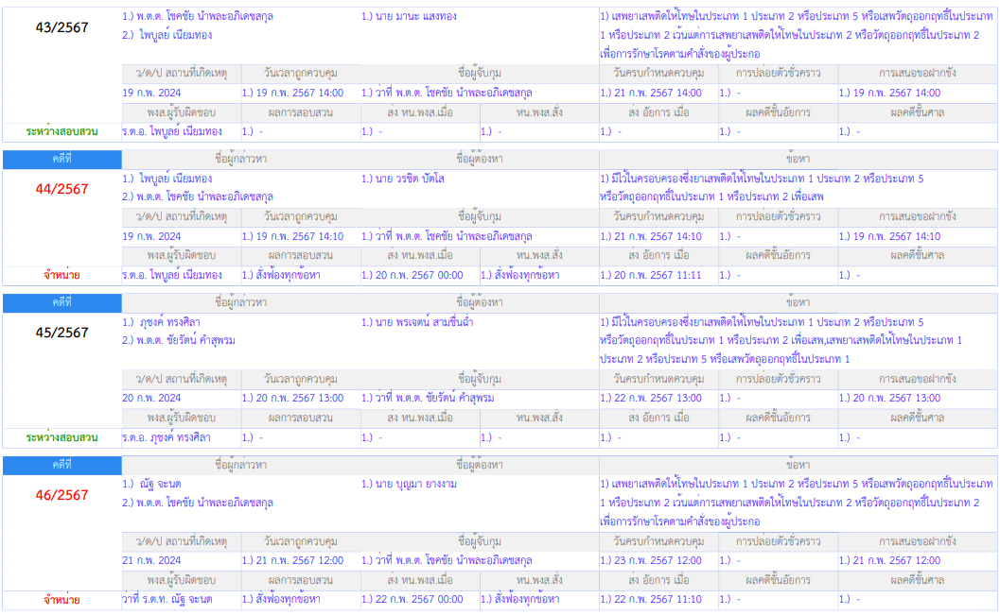 43/2567 1.) พ.ต.ต. โชคชัย นำพละอภิเดชสกุล 1.) นาย มานะ แสงทอง 1) เสพยาเสพติดให้โทษในประเภท 1 ประเภท 2 หรือประเภท 5 หรือเสพวัตถุออกฤทธิ์ในประเภท
2.) ไพบูลย์ เนียมทอง 1 หรือประเภท 2 เว้นแต่การเสพยาเสพติดให้โทษในประเภท 2 หรือวัตถุออกฤทธิ์ในประเภท 2
เพื่อการรักษาโรคตามคำสั่งของผู้ประกอ
ว/ด/ป สถานที่เกิดเหตุ วันเวลาถูกควบคุม ชื่อผู้จับกุม วันครบกำหนดควบคุม การปล่อยตัวชั่วคราว การเสนอขอฝากขัง
19 ก.พ. 2024 1.) 19 ก.พ. 2567 14:00 1.) ว่าที่ พ.ต.ต. โชคชัย นำพละอภิเดชสกุล 1.) 21 ก.พ. 2567 14:00 1.) - 1.) 19 ก.พ. 2567 14:00
พงส.ผู้รับผิดชอบ ผลการสอบสวน ส่ง หน.พงส.เมื่อ หน.พงส.สั่ง ส่ง อัยการ เมื่อ ผลคดีชั้นอัยการ ผลคดีชั้นศาล
ระหว่างสอบสวน ร.ต.อ. ไพบูลย์ เนียมทอง 1.) - 1.) - 1.) - 1.) - 1.) - 1.) -
คดีที่ ชื่อผู้กล่าวหา ชื่อผู้ต้องหา ข้อหา
44/2567 1.) ไพบูลย์ เนียมทอง 1.) นาย วรชิต ปัดโส 1) มีไว้ในครอบครองซึ่งยาเสพติดให้โทษในประเภท 1 ประเภท 2 หรือประเภท 5
2.) พ.ต.ต. โชคชัย นำพละอภิเดชสกุล หรือวัตถุออกฤทธิ์ในประเภท 1 หรือประเภท 2 เพื่อเสพ
ว/ด/ป สถานที่เกิดเหตุ วันเวลาถูกควบคุม ชื่อผู้จับกุม วันครบกำหนดควบคุม การปล่อยตัวชั่วคราว การเสนอขอฝากขัง
19 ก.พ. 2024 1.) 19 ก.พ. 2567 14:10 1.) ว่าที่ พ.ต.ต. โชคชัย นำพละอภิเดชสกุล 1.) 21 ก.พ. 2567 14:10 1.) - 1.) 19 ก.พ. 2567 14:10
พงส.ผู้รับผิดชอบ ผลการสอบสวน ส่ง หน.พงส.เมื่อ หน.พงส.สั่ง ส่ง อัยการ เมื่อ ผลคดีชั้นอัยการ ผลคดีชั้นศาล
จำหน่าย ร.ต.อ. ไพบูลย์ เนียมทอง 1.) สั่งฟ้องทุกข้อหา 1.) 20 ก.พ. 2567 00:00 1.) สั่งฟ้องทุกข้อหา 1.) 20 ก.พ. 2567 11:11 1.) - 1.) -
คดีที่ ชื่อผู้กล่าวหา ชื่อผู้ต้องหา ข้อหา
45/2567 1.) ภุชงค์ ทรงศิลา 1.) นาย พรเจตน์ สามชื่นฉ่ำ 1) มีไว้ในครอบครองซึ่งยาเสพติดให้โทษในประเภท 1 ประเภท 2 หรือประเภท 5
2.) พ.ต.ต. ชัยรัตน์ คำสุพรม หรือวัตถุออกฤทธิ์ในประเภท 1 หรือประเภท 2 เพื่อเสพ,เสพยาเสพติดให้โทษในประเภท 1
ประเภท 2 หรือประเภท 5 หรือเสพวัตถุออกฤทธิ์ในประเภท 1
ว/ด/ป สถานที่เกิดเหตุ วันเวลาถูกควบคุม ชื่อผู้จับกุม วันครบกำหนดควบคุม การปล่อยตัวชั่วคราว การเสนอขอฝากขัง
20 ก.พ. 2024 1.) 20 ก.พ. 2567 13:00 1.) ว่าที่ พ.ต.ต. ชัยรัตน์ คำสุพรม 1.) 22 ก.พ. 2567 13:00 1.) - 1.) 20 ก.พ. 2567 13:00
พงส.ผู้รับผิดชอบ ผลการสอบสวน ส่ง หน.พงส.เมื่อ หน.พงส.สั่ง ส่ง อัยการ เมื่อ ผลคดีชั้นอัยการ ผลคดีชั้นศาล
ระหว่างสอบสวน ร.ต.อ. ภุชงค์ ทรงศิลา 1.) - 1.) - 1.) - 1.) - 1.) - 1.) -
คดีที่ ชื่อผู้กล่าวหา ชื่อผู้ต้องหา ข้อหา
46/2567 1.) ณัฐ จะนต 1.) นาย บุญมา ยางงาม 1) เสพยาเสพติดให้โทษในประเภท 1 ประเภท 2 หรือประเภท 5 หรือเสพวัตถุออกฤทธิ์ในประเภท
2.) พ.ต.ต. โชคชัย นำพละอภิเดชสกุล 1 หรือประเภท 2 เว้นแต่การเสพยาเสพติดให้โทษในประเภท 2 หรือวัตถุออกฤทธิ์ในประเภท 2
เพื่อการรักษาโรคตามคำสั่งของผู้ประกอ
ว/ด/ป สถานที่เกิดเหตุ วันเวลาถูกควบคุม ชื่อผู้จับกุม วันครบกำหนดควบคุม การปล่อยตัวชั่วคราว การเสนอขอฝากขัง
21 ก.พ. 2024 1.) 21 ก.พ. 2567 12:00 1.) ว่าที่ พ.ต.ต. โชคชัย นำพละอภิเดชสกุล 1.) 23 ก.พ. 2567 12:00 1.) - 1.) 21 ก.พ. 2567 12:00
พงส.ผู้รับผิดชอบ ผลการสอบสวน ส่ง หน.พงส.เมื่อ หน.พงส.สั่ง ส่ง อัยการ เมื่อ ผลคดีชั้นอัยการ ผลคดีชั้นศาล
จำหน่าย ว่าที่ ร.ต.ท. ณัฐ จะนต 1.) สั่งฟ้องทุกข้อหา 1.) 22 ก.พ. 2567 00:00 1.) สั่งฟ้องทุกข้อหา 1.) 22 ก.พ. 2567 11:10 1.) - 1.) -